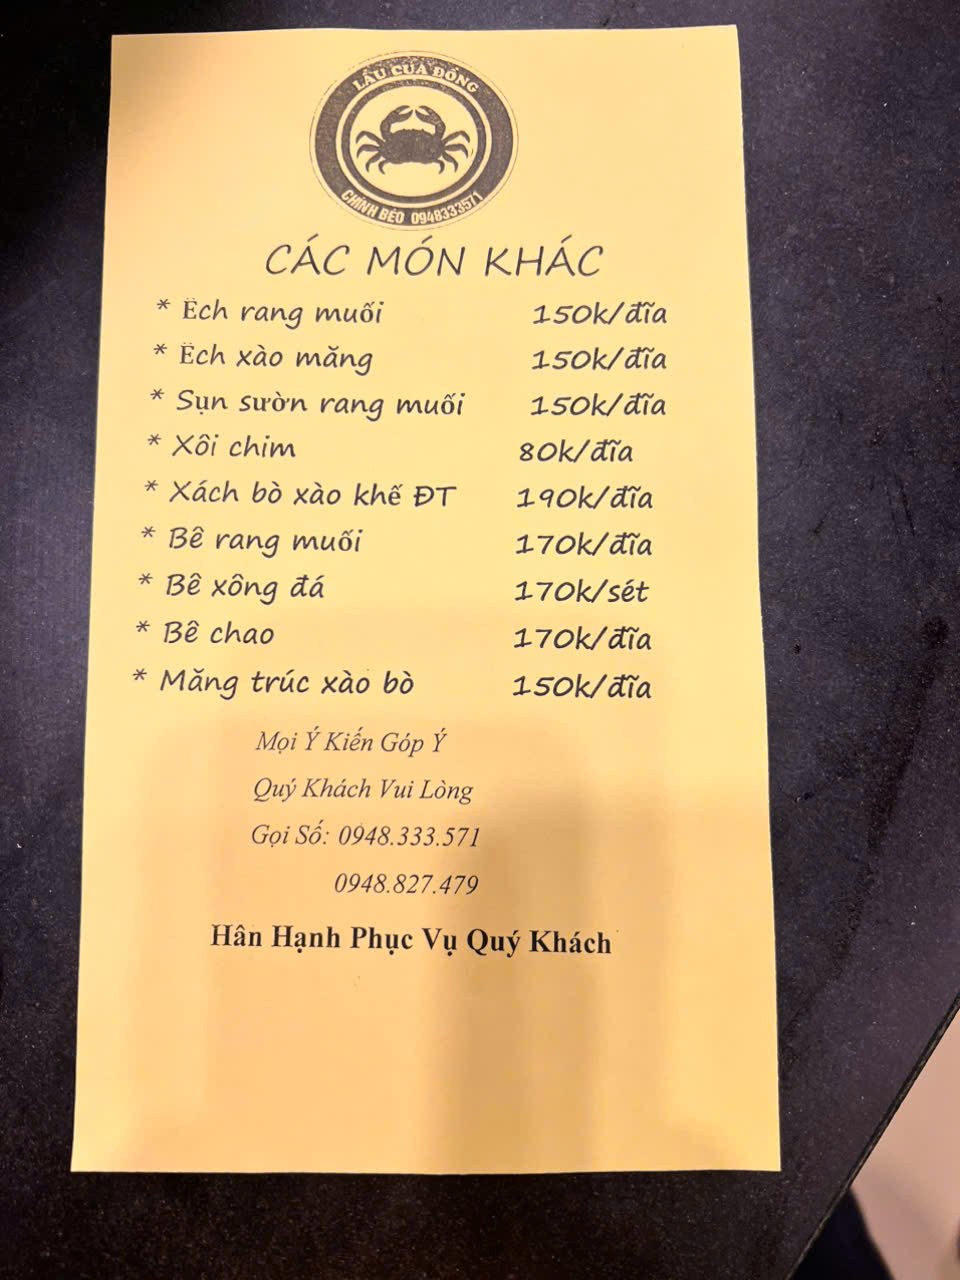 LẨU CUA ĐỒNG
CHINH BÉO 0948333571
CÁC MÓN KHÁC
* Ếch rang muối 150k/đĩa
* Ếch xào măng 150k/đĩa
* Sụn sườn rang muối 150k/đĩa
* Xôi chim 80k/đĩa
* Xách bò xào khế ĐT 190k/đĩa
* Bê rang muối 170k/đĩa
* Bê xông đá 170k/sét
* Bê chao 170k/đĩa
* Măng trúc xào bò 150k/đĩa
Mọi Ý Kiến Góp Ý
Quý Khách Vui Lòng
Gọi Số: 0948.333.571
0948.827.479
Hân Hạnh Phục Vụ Quý Khách